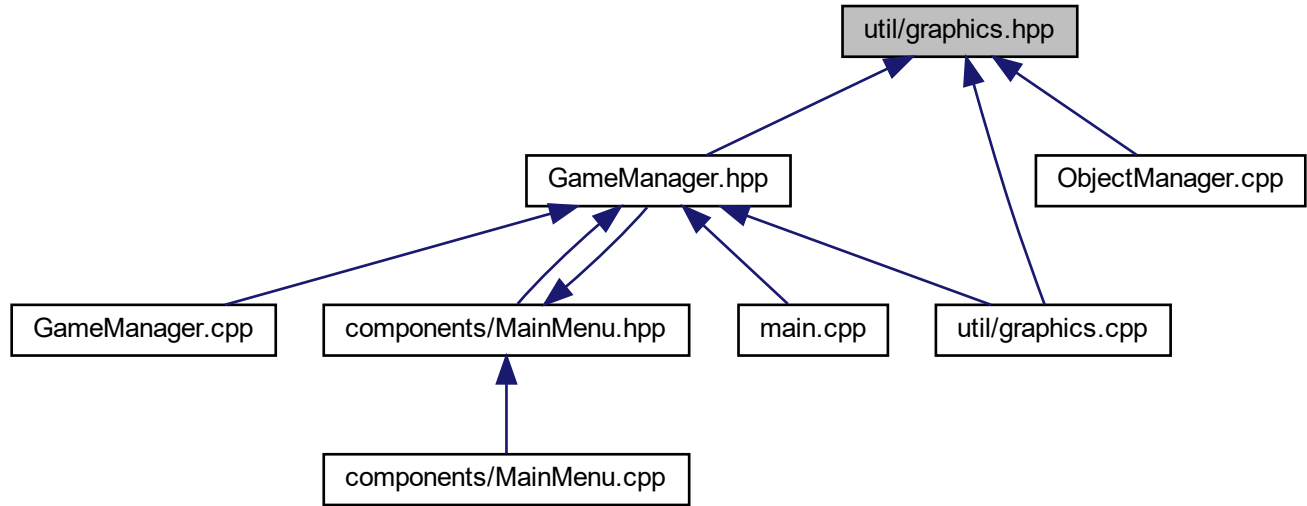 util/graphics.hpp
GameManager.hpp
ObjectManager.cpp
GameManager.cpp
components/MainMenu.hpp
main.cpp
util/graphics.cpp
components/MainMenu.cpp